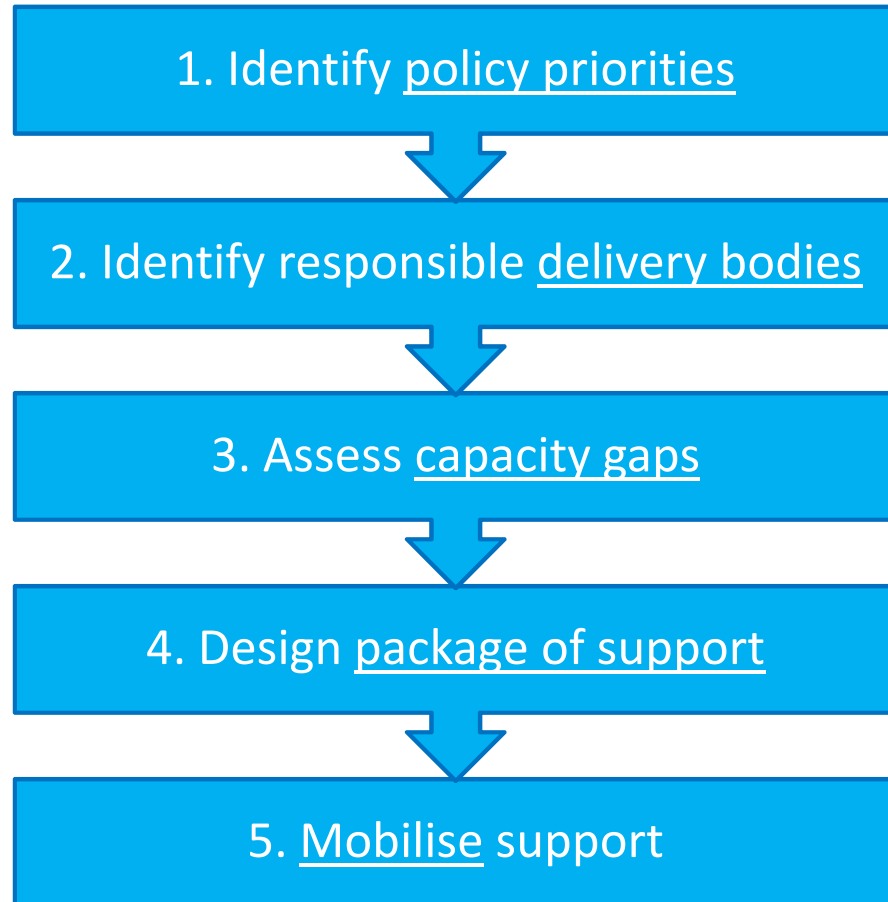 1. Identify policy priorities
2. Identify responsible delivery bodies
3. Assess capacity gaps
4. Design package of support
5. Mobilise support